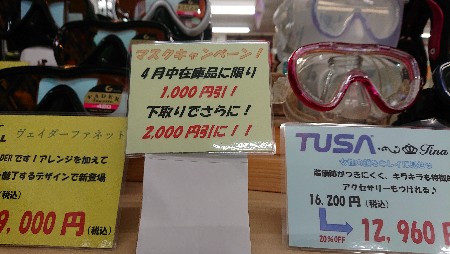 マスクキャンペーン！
4月中在庫品に限り
1.000円引！
下取りでさらに！
2.000円引に！！
ヴェイダーファネット
DERです！アレンジを加えて
するデザインで新登場
(税込)
9.000円
(税込)
TUSA Tina
つきにくく、キラキラも特徴
アクセサリーもつけれる♪
16.200円 (税込)
20%OFF
12,960円